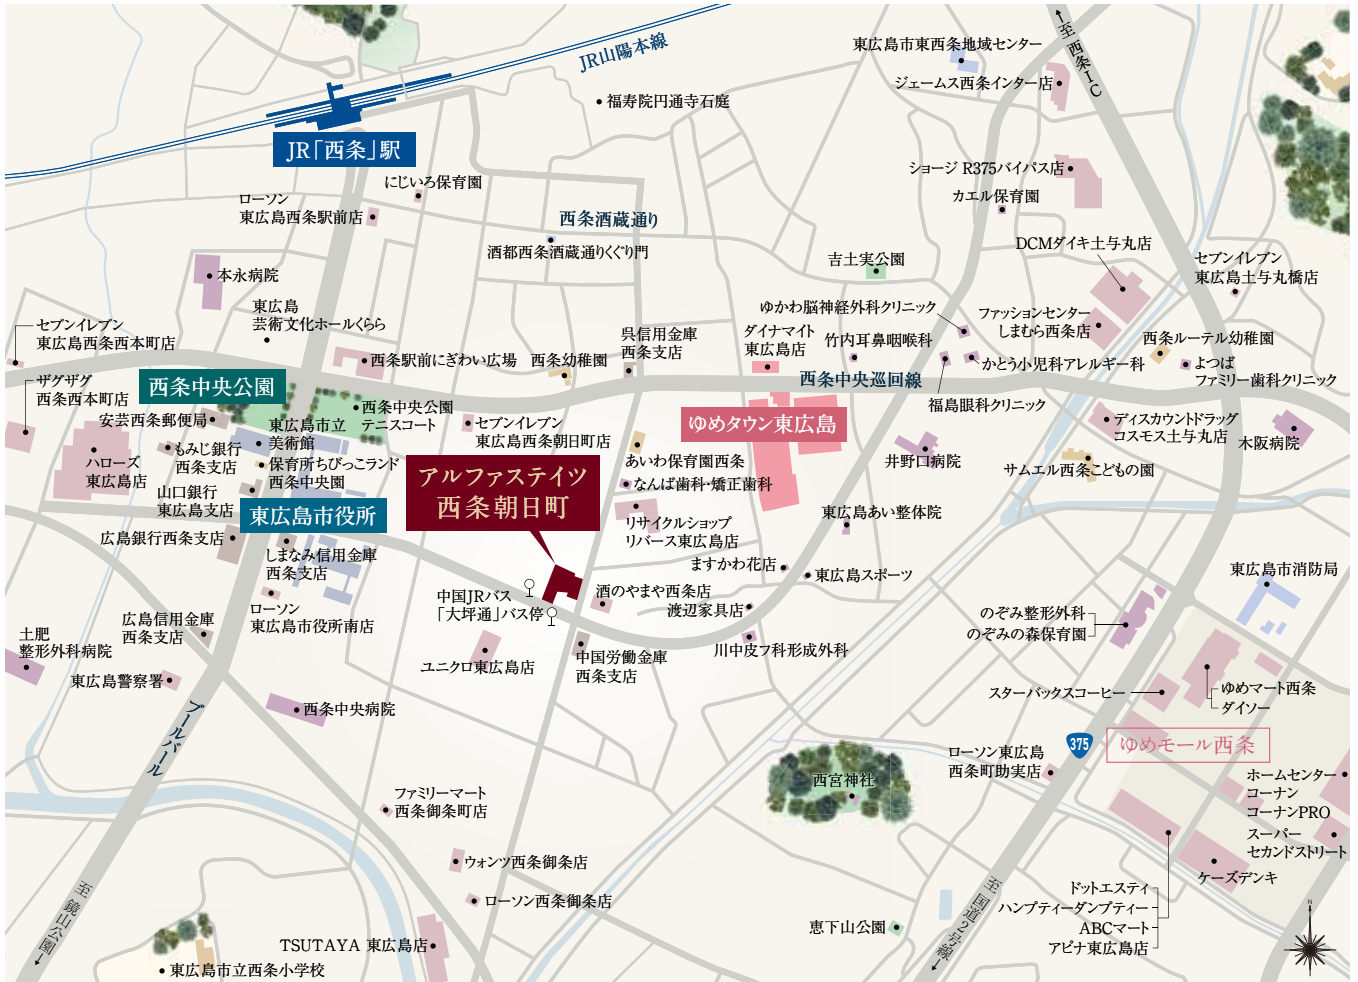 JR山陽本線
至 西条IC
東広島市東西条地域センター
ジェームス西条インター店
福寿院円通寺石庭
JR「西条」駅
にじいろ保育園
ローソン
東広島西条駅前店
西条酒蔵通り
酒都西条酒蔵通りくぐり門
ショージ R375バイパス店
カエル保育園
DCMダイキ土与丸店
セブンイレブン
東広島土与丸橋店
吉土実公園
本永病院
東広島
芸術文化ホールくらら
ゆかわ脳神経外科クリニック
ファッションセンター
しまむら西条店
セブンイレブン
東広島西条西本町店
西条駅前にぎわい広場
西条幼稚園
呉信用金庫
西条支店
ダイナマイト
東広島店
竹内耳鼻咽喉科
かとう小児科アレルギー科
西条ルーテル幼稚園
よつば
ファミリー歯科クリニック
ザグザグ
西条西本町店
西条中央公園
西条中央巡回線
福島眼科クリニック
安芸西条郵便局
東広島市立
美術館
西条中央公園
テニスコート
セブンイレブン
東広島西条朝日町店
ゆめタウン東広島
ディスカウントドラッグ
コスモス土与丸店
木阪病院
もみじ銀行
西条支店
保育所ちびっこランド
西条中央園
ハローズ
東広島店
あいわ保育園西条
なんば歯科・矯正歯科
井野口病院
サムエル西条こどもの園
アルファステイツ
西条朝日町
山口銀行
東広島支店
東広島市役所
リサイクルショップ
リバース東広島店
東広島あい整体院
広島銀行西条支店
しまなみ信用金庫
西条支店
ますかわ花店
東広島スポーツ
東広島市消防局
中国JRバス
「大坪通」バス停
酒のやまや西条店
渡辺家具店
ローソン
東広島市役所南店
広島信用金庫
西条支店
のぞみ整形外科
のぞみの森保育園
土肥
整形外科病院
東広島警察署
ユニクロ東広島店
中国労働金庫
西条支店
川中皮フ科形成外科
スターバックスコーヒー
ゆめマート西条
ダイソー
西条中央病院
ブールバール
375
ゆめモール西条
ローソン東広島
西条町助実店
西宮神社
ホームセンター
コーナン
コーナンPRO
スーパー
セカンドストリート
ファミリーマート
西条御条町店
ウォンツ西条御条店
ケーズデンキ
ローソン西条御条店
ドットエスティ
ハンプティーダンプティー
ABCマート
アビナ東広島店
恵下山公園
至 国道2号線
至 鏡山公園
TSUTAYA 東広島店
東広島市立西条小学校
N